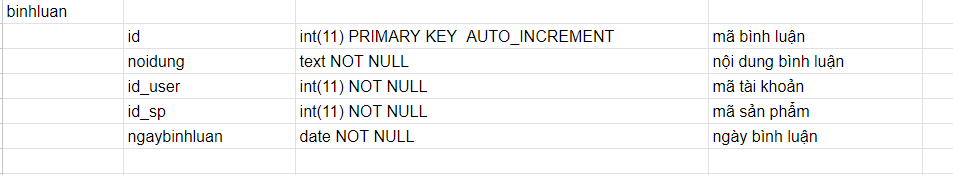 binhluan
id int(11) PRIMARY KEY AUTO_INCREMENT mã bình luận
noidung text NOT NULL nội dung bình luận
id_user int(11) NOT NULL mã tài khoản
id_sp int(11) NOT NULL mã sản phẩm
ngaybinhluan date NOT NULL ngày bình luận